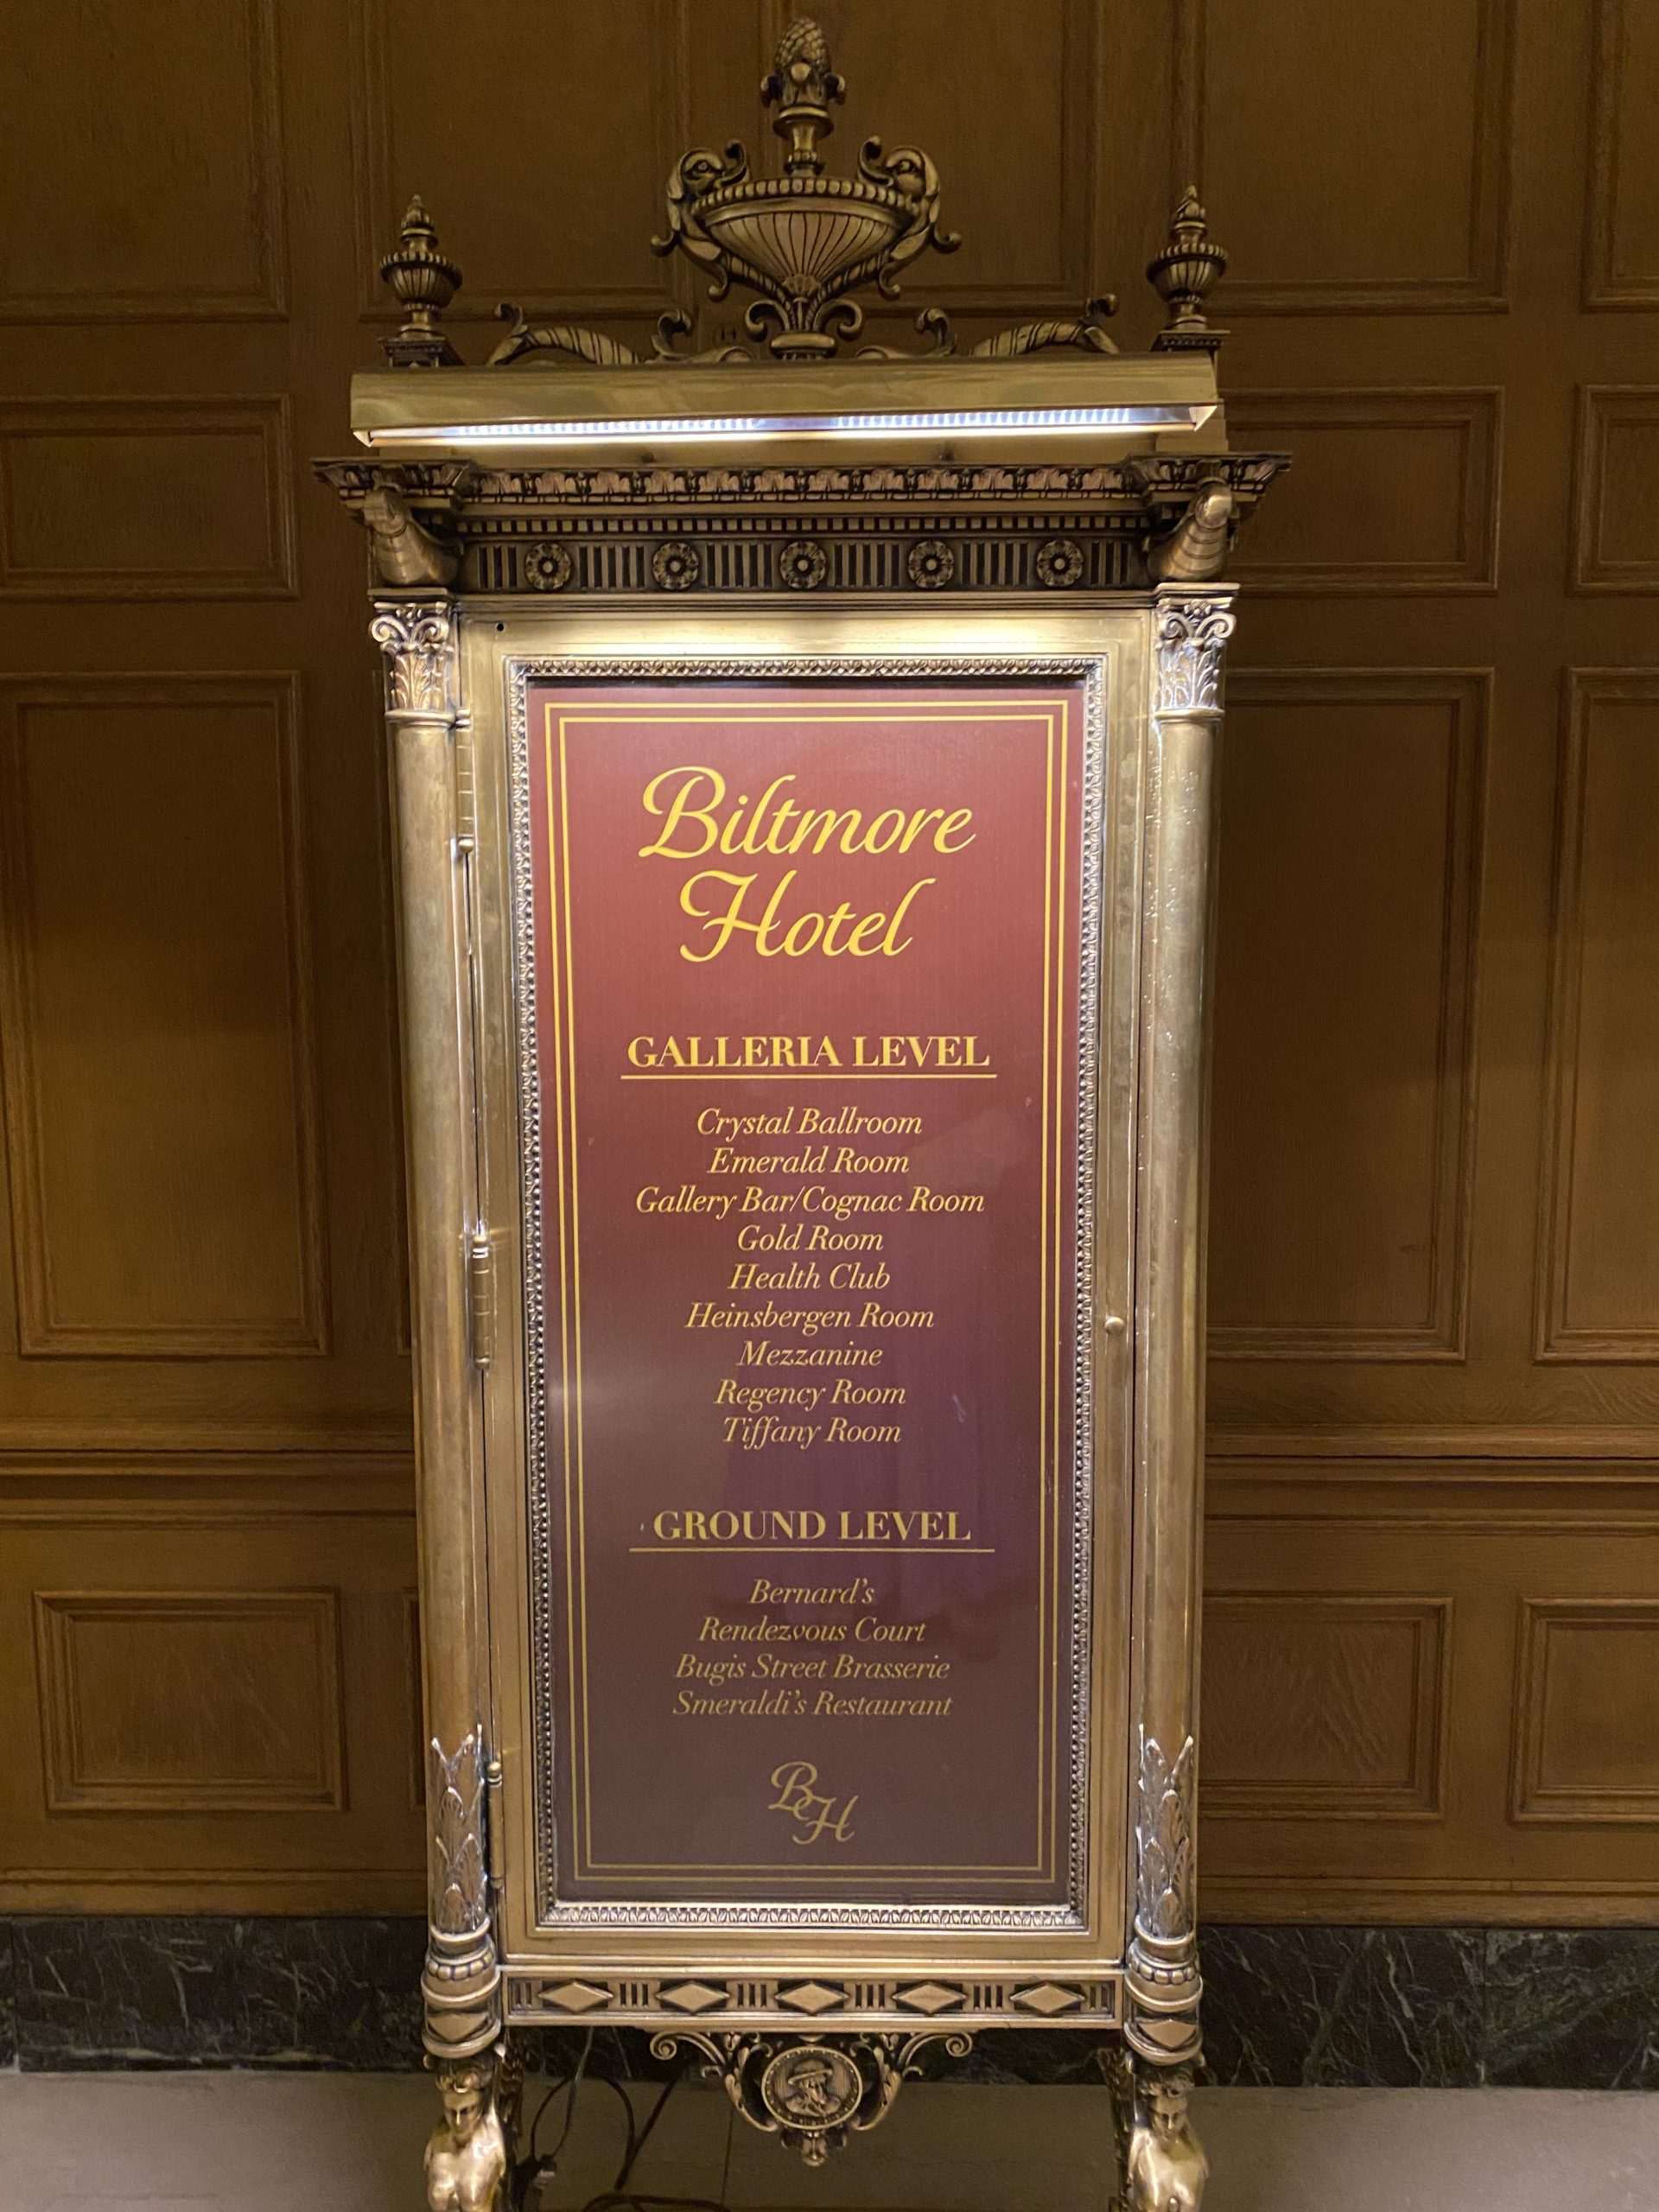 Biltmore
Hotel
GALLERIA LEVEL
Crystal Ballroom
Emerald Room
Gallery Bar/Cognac Room
Gold Room
Health Club
Heinsbergen Room
Mezzanine
Regency Room
Tiffany Room
GROUND LEVEL
Bernard's
Rendezvous Court
Bugis Street Brasserie
Smeraldi's Restaurant
BH